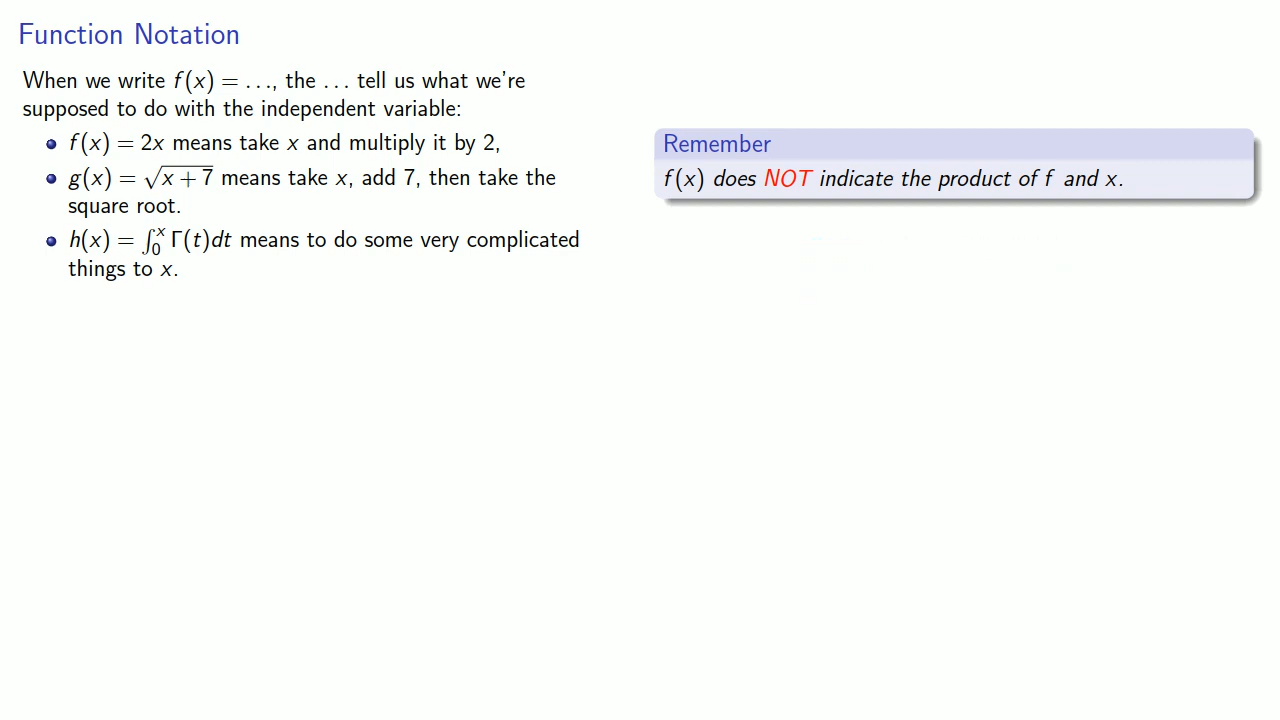 Function Notation
When we write f(x) = ..., the ... tell us what we're
supposed to do with the independent variable:
f(x) = 2x means take x and multiply it by 2,
g(x) = √(x + 7) means take x, add 7, then take the
square root.
h(x) = ∫₀ˣ Γ(t)dt means to do some very complicated
things to x.
Remember
f(x) does NOT indicate the product of f and x.